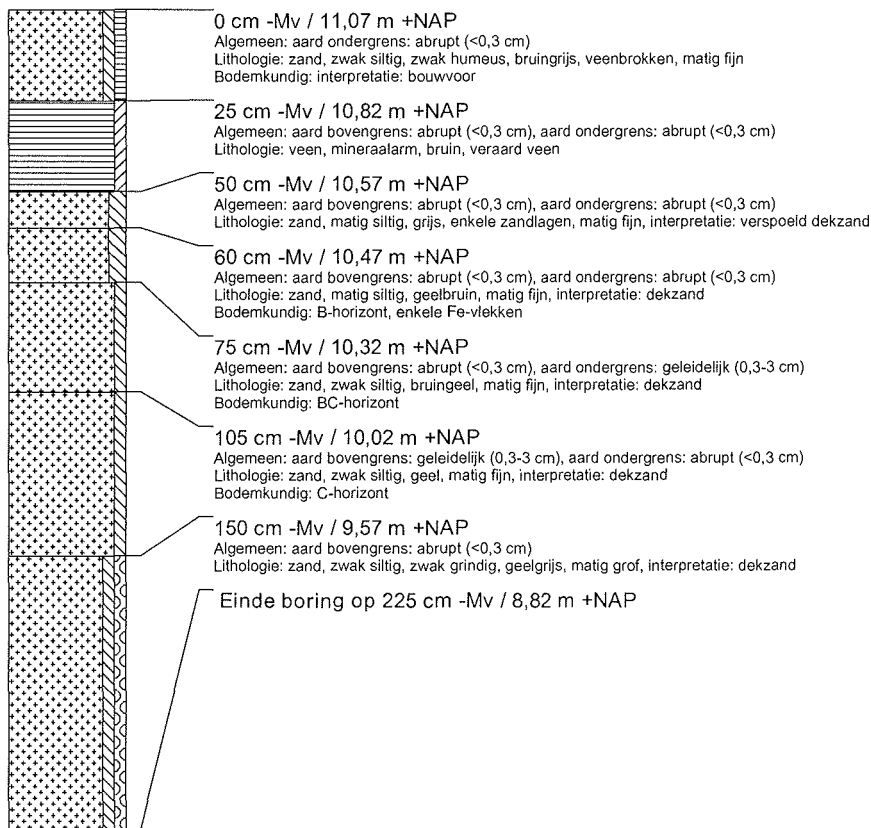 0 cm -Mv / 11,07 m +NAP
Algemeen: aard ondergrens: abrupt (<0,3 cm)
Lithologie: zand, zwak siltig, zwak humeus, bruingrijs, veenbrokken, matig fijn
Bodemkundig: interpretatie: bouwvoor
25 cm -Mv / 10,82 m +NAP
Algemeen: aard bovengrens: abrupt (<0,3 cm), aard ondergrens: abrupt (<0,3 cm)
Lithologie: veen, mineraalarm, bruin, veraard veen
50 cm -Mv / 10,57 m +NAP
Algemeen: aard bovengrens: abrupt (<0,3 cm), aard ondergrens: abrupt (<0,3 cm)
Lithologie: zand, matig siltig, grijs, enkele zandlagen, matig fijn, interpretatie: verspoeld dekzand
60 cm -Mv / 10,47 m +NAP
Algemeen: aard bovengrens: abrupt (<0,3 cm), aard ondergrens: abrupt (<0,3 cm)
Lithologie: zand, matig siltig, geelbruin, matig fijn, interpretatie: dekzand
Bodemkundig: B-horizont, enkele Fe-vlekken
75 cm -Mv / 10,32 m +NAP
Algemeen: aard bovengrens: abrupt (<0,3 cm), aard ondergrens: geleidelijk (0,3-3 cm)
Lithologie: zand, zwak siltig, bruingeel, matig fijn, interpretatie: dekzand
Bodemkundig: BC-horizont
105 cm -Mv / 10,02 m +NAP
Algemeen: aard bovengrens: geleidelijk (0,3-3 cm), aard ondergrens: abrupt (<0,3 cm)
Lithologie: zand, zwak siltig, geel, matig fijn, interpretatie: dekzand
Bodemkundig: C-horizont
150 cm -Mv / 9,57 m +NAP
Algemeen: aard bovengrens: abrupt (<0,3 cm)
Lithologie: zand, zwak siltig, zwak grindig, geelgrijs, matig grof, interpretatie: dekzand
Einde boring op 225 cm -Mv / 8,82 m +NAP